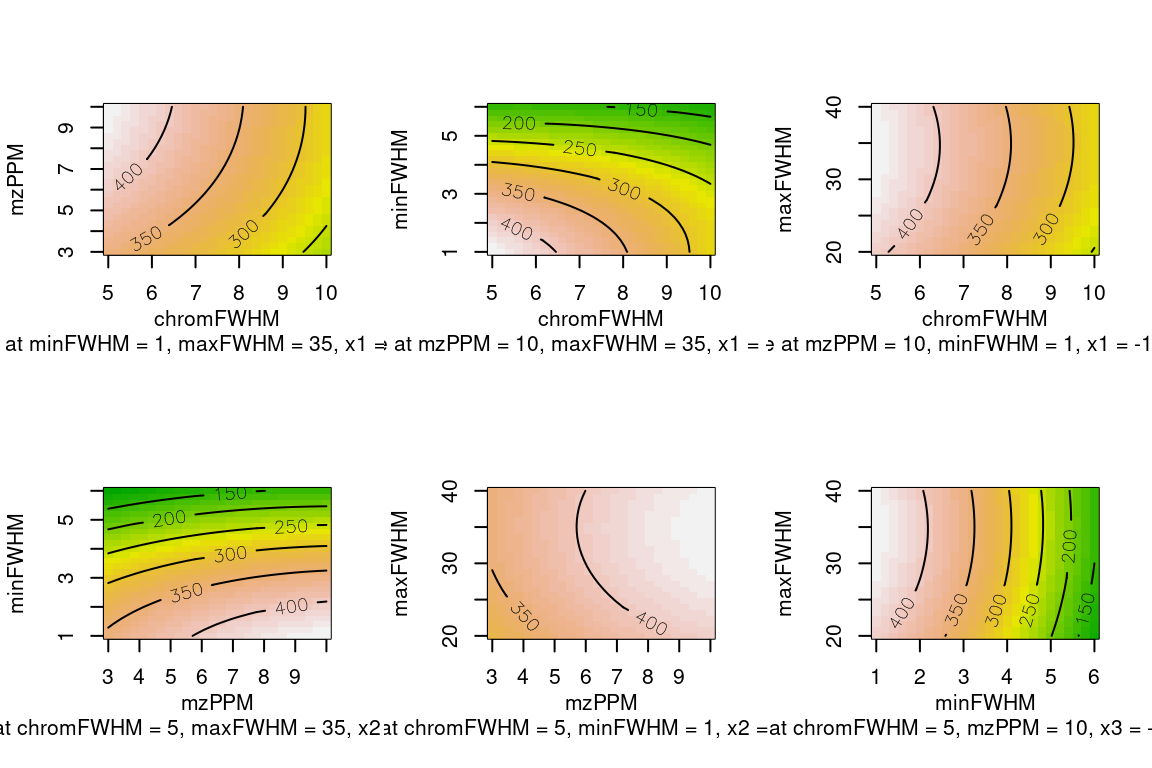 mzPPM
3 5 7 9
400
350
300
5 6 7 8 9 10
chromFWHM
at minFWHM = 1, maxFWHM = 35, x1 =
minFWHM
1 3 5
150
200
250
300
350
400
5 6 7 8 9 10
chromFWHM
at mzPPM = 10, maxFWHM = 35, x1 =
maxFWHM
20 30 40
400
350
300
5 6 7 8 9 10
chromFWHM
at mzPPM = 10, minFWHM = 1, x1 = -1
minFWHM
1 3 5
150
200
250
300
350
400
3 4 5 6 7 8 9
mzPPM
at chromFWHM = 5, maxFWHM = 35, x2
maxFWHM
20 30 40
350
400
3 4 5 6 7 8 9
mzPPM
at chromFWHM = 5, minFWHM = 1, x2 =
maxFWHM
20 30 40
400
350
300
250
200
150
1 2 3 4 5 6
minFWHM
at chromFWHM = 5, mzPPM = 10, x3 = -